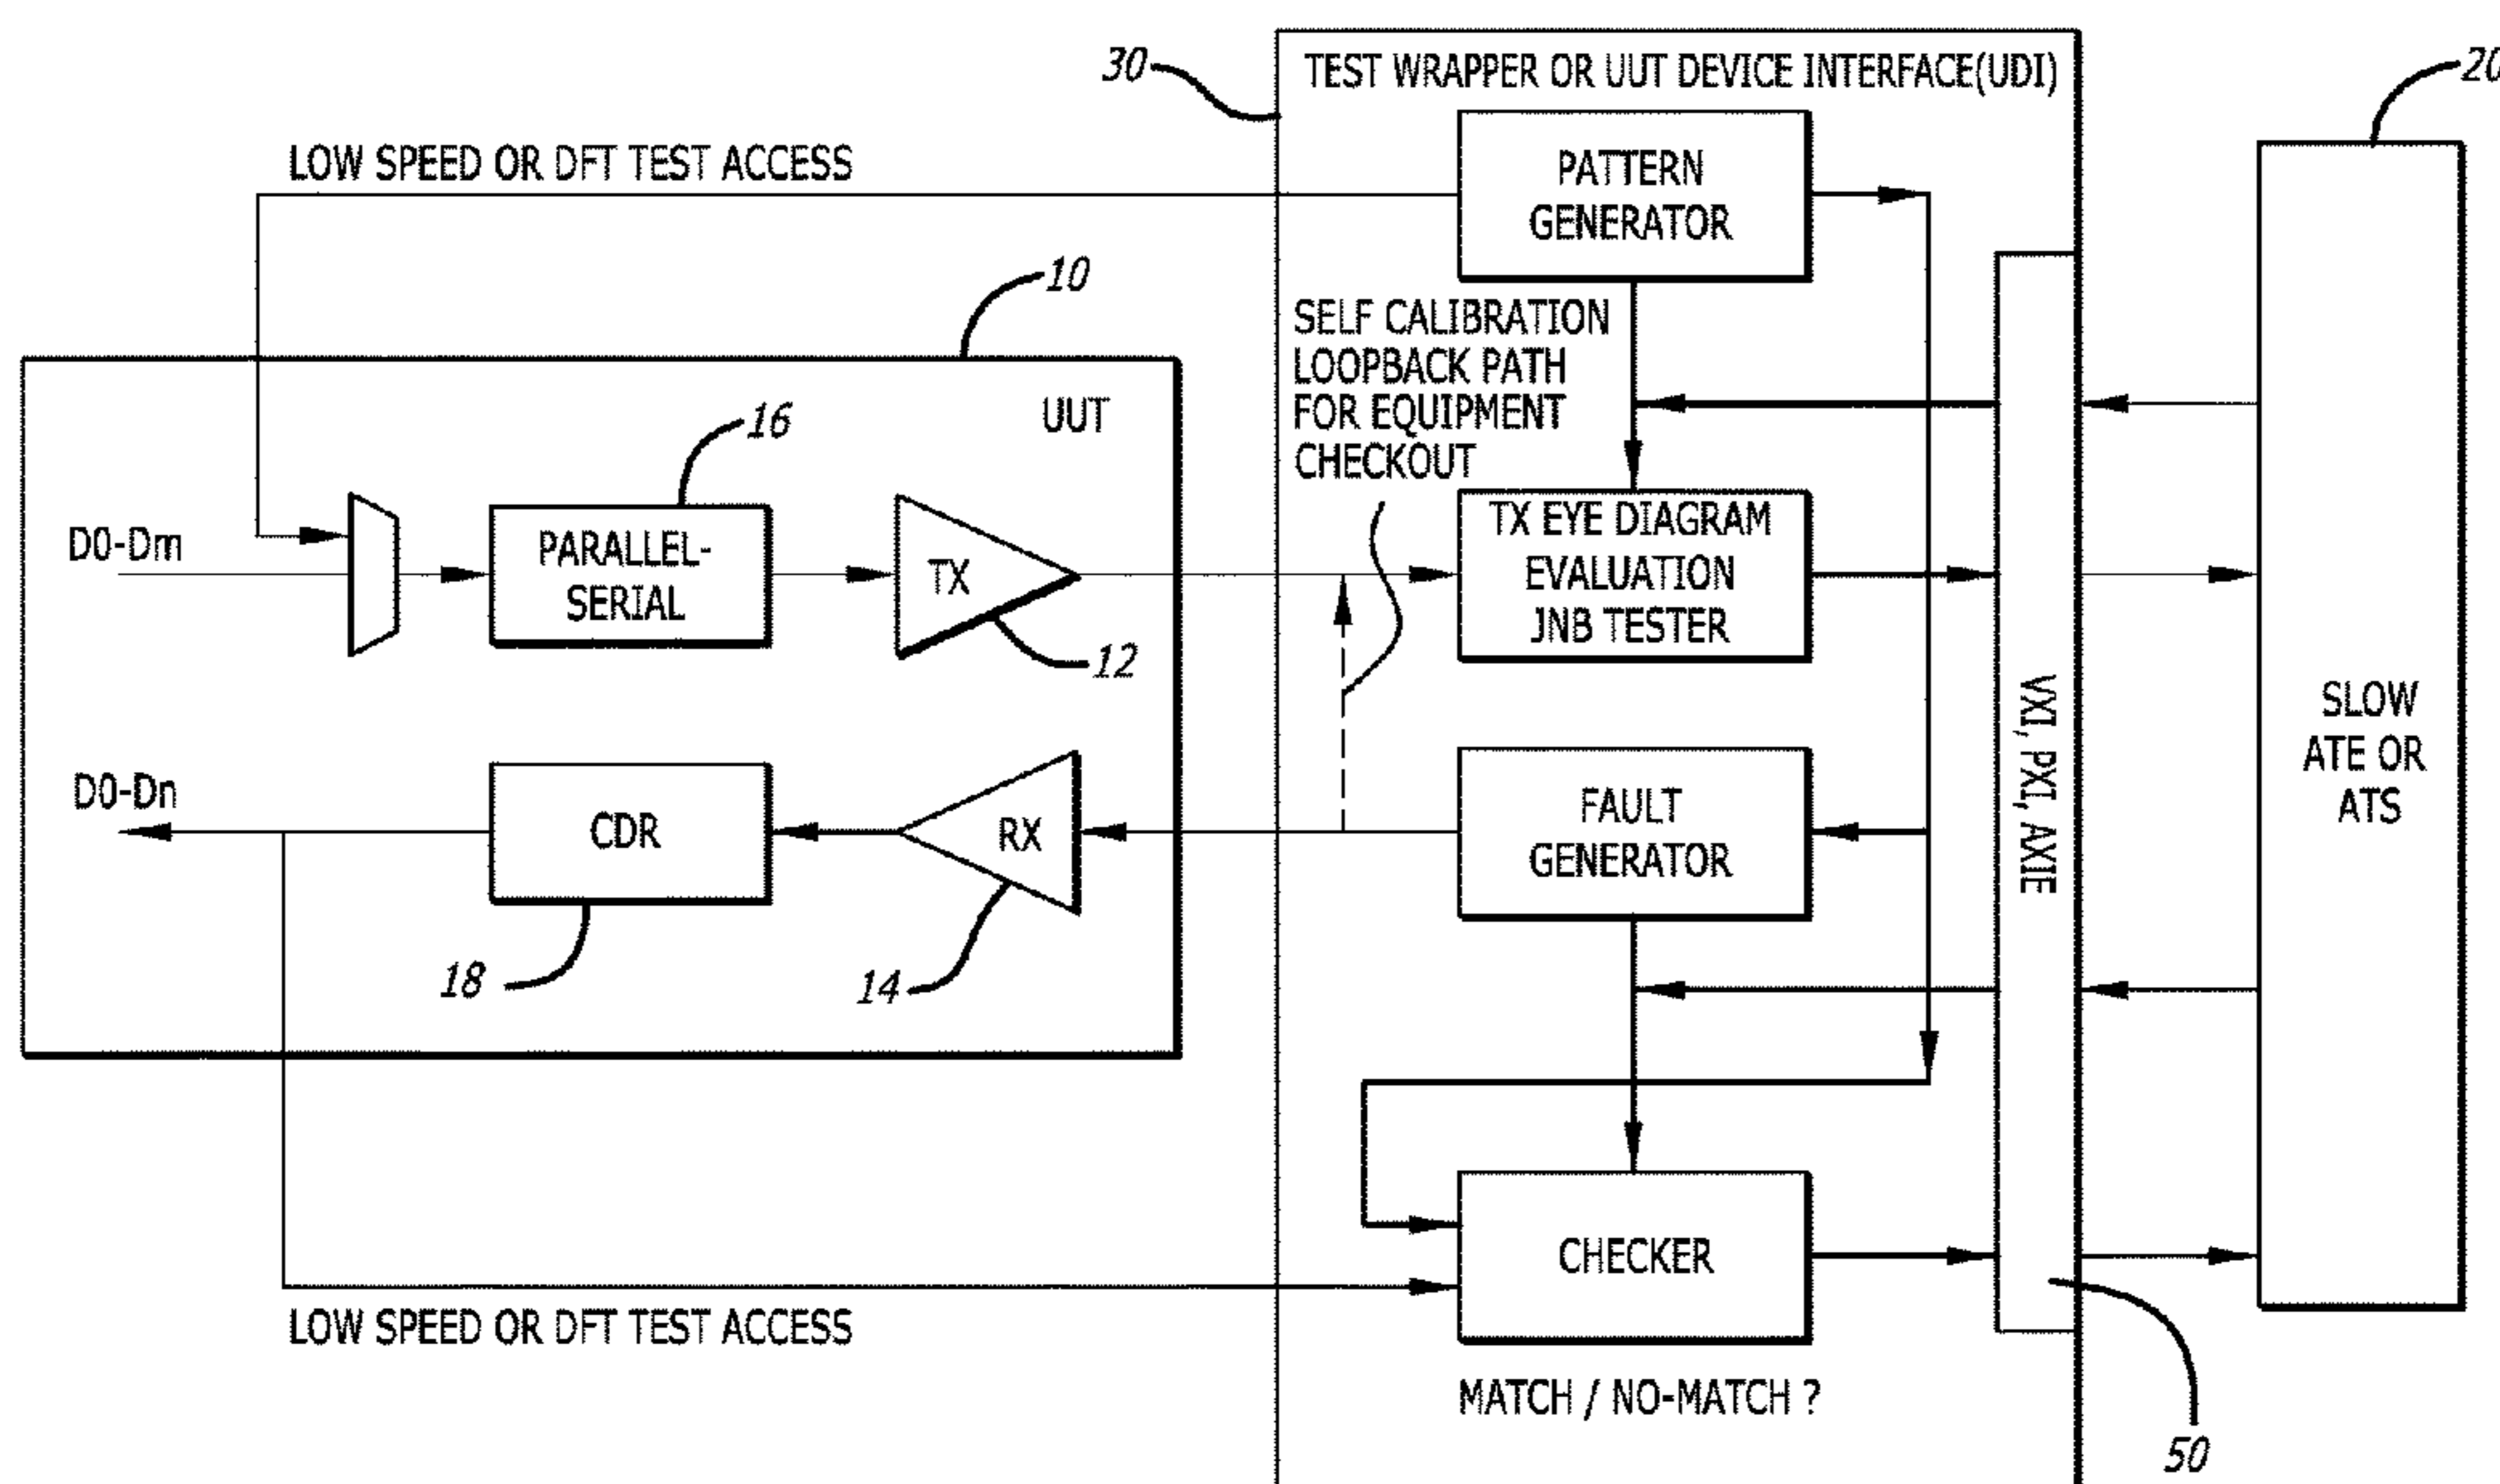 30
TEST WRAPPER OR UUT DEVICE INTERFACE(UDI)
20
LOW SPEED OR DFT TEST ACCESS
PATTERN
GENERATOR
10
SELF CALIBRATION
LOOPBACK PATH
FOR EQUIPMENT
CHECKOUT
UUT
16
D0-Dm
PARALLEL-
SERIAL
TX
12
TX EYE DIAGRAM
EVALUATION
JNB TESTER
VXI, PXI, AXIE
SLOW
ATE OR
ATS
D0-Dn
CDR
RX
18
14
FAULT
GENERATOR
CHECKER
LOW SPEED OR DFT TEST ACCESS
MATCH / NO-MATCH ?
50